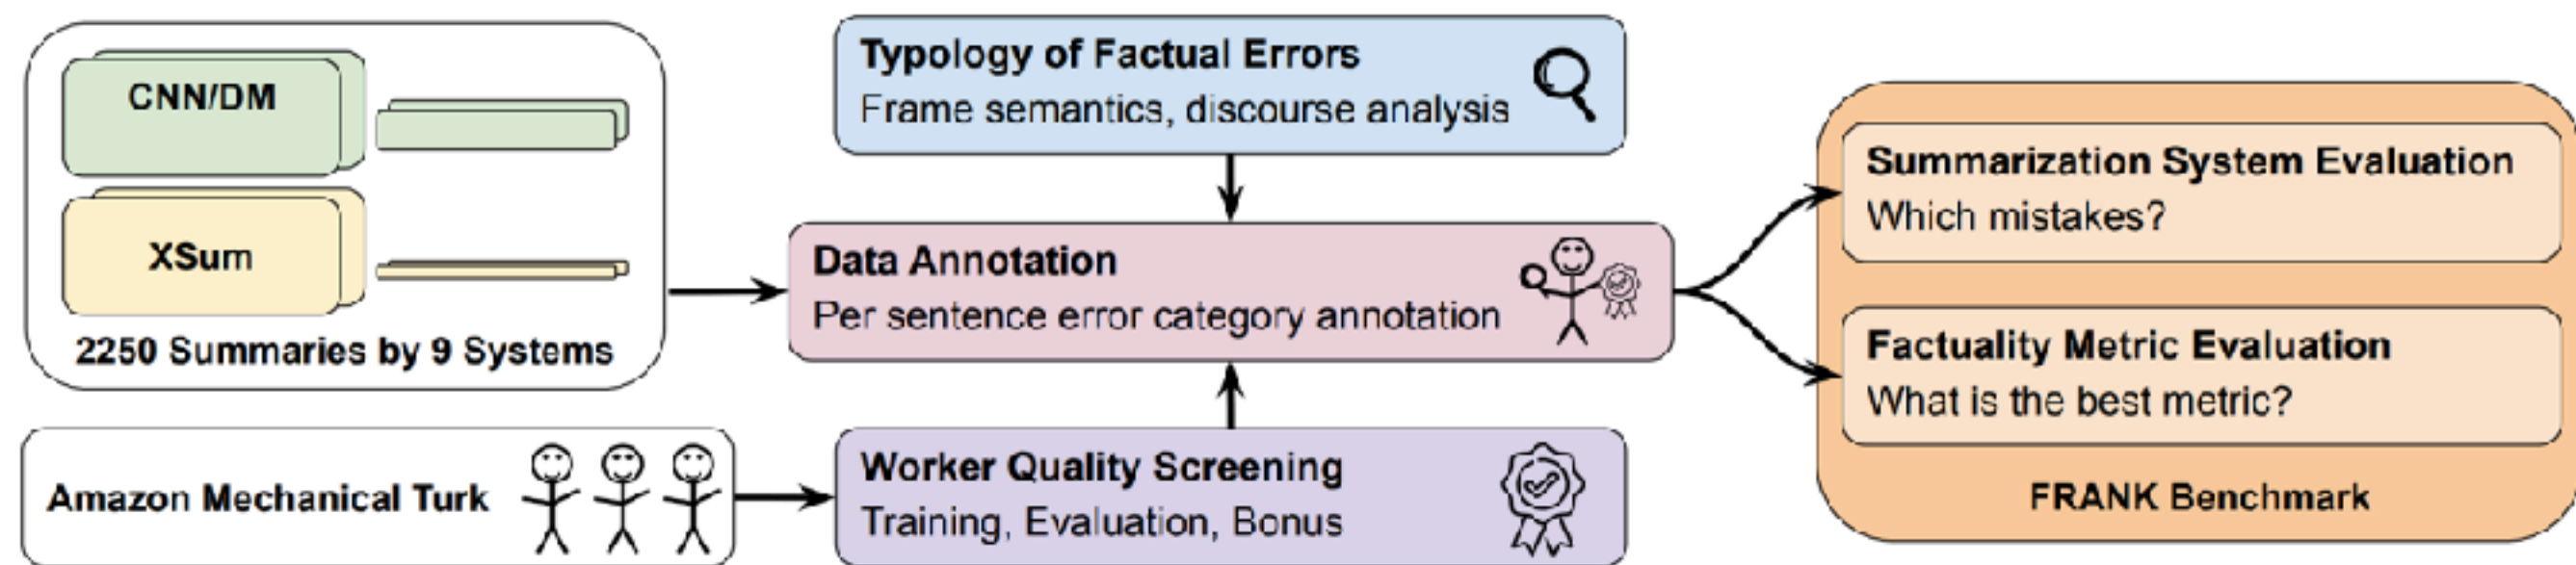 CNN/DM
XSum
2250 Summaries by 9 Systems
Amazon Mechanical Turk
Typology of Factual Errors
Frame semantics, discourse analysis
Data Annotation
Per sentence error category annotation
Worker Quality Screening
Training, Evaluation, Bonus
Summarization System Evaluation
Which mistakes?
Factuality Metric Evaluation
What is the best metric?
FRANK Benchmark